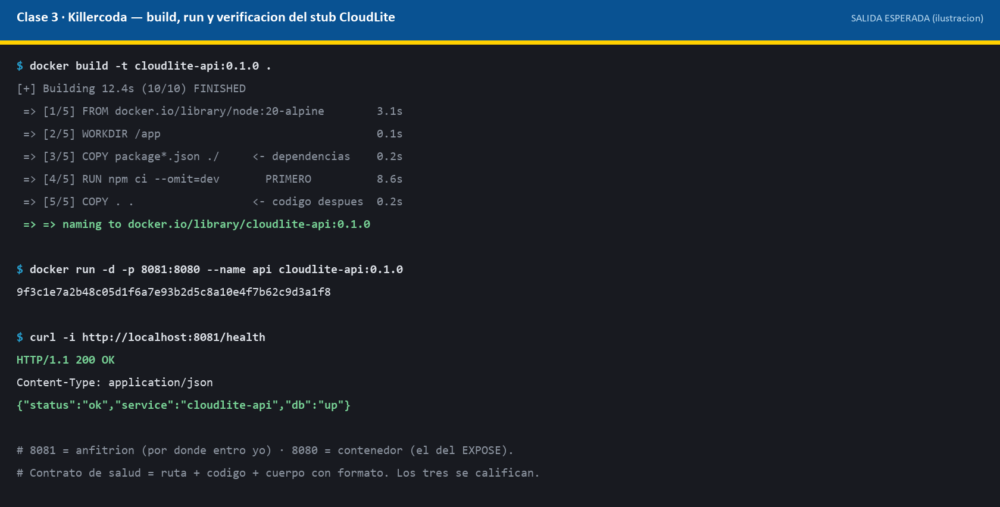 Clase 3 · Killercoda — build, run y verificacion del stub CloudLite
SALIDA ESPERADA (ilustracion)
$ docker build -t cloudlite-api:0.1.0 .
[+] Building 12.4s (10/10) FINISHED
=> [1/5] FROM docker.io/library/node:20-alpine 3.1s
=> [2/5] WORKDIR /app 0.1s
=> [3/5] COPY package*.json ./ <- dependencias 0.2s
=> [4/5] RUN npm ci --omit=dev PRIMERO 8.6s
=> [5/5] COPY . . <- codigo despues 0.2s
=> => naming to docker.io/library/cloudlite-api:0.1.0
$ docker run -d -p 8081:8080 --name api cloudlite-api:0.1.0
9f3c1e7a2b48c05d1f6a7e93b2d5c8a10e4f7b62c9d3a1f8
$ curl -i http://localhost:8081/health
HTTP/1.1 200 OK
Content-Type: application/json
{"status":"ok","service":"cloudlite-api","db":"up"}
# 8081 = anfitrion (por donde entro yo) · 8080 = contenedor (el del EXPOSE).
# Contrato de salud = ruta + codigo + cuerpo con formato. Los tres se califican.